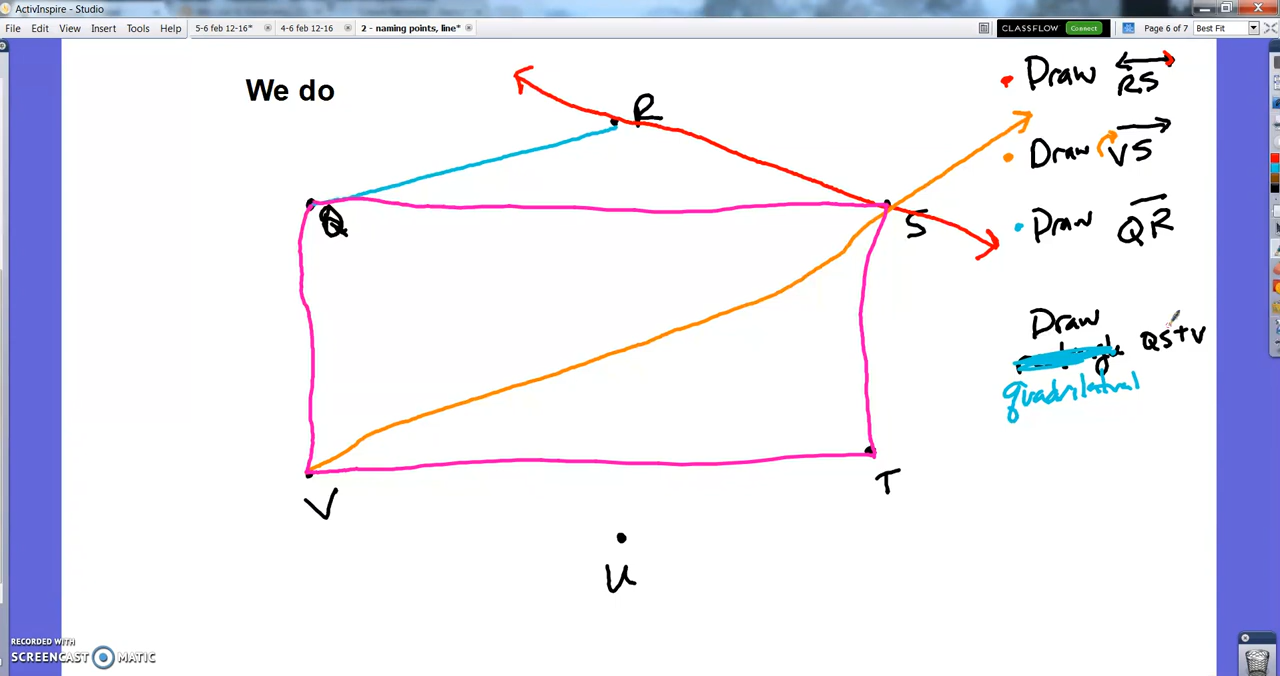 ActivInspire - Studio
File Edit View Insert Tools Help
5-6 feb 12-16* 4-6 feb 12-16 2 - naming points, line*
CLASSFLOW Connect
Page 6 of 7 Best Fit
We do
R
Q
S
V
T
U
Draw RS
Draw VS
Draw QR
Draw
QSTV
quadrilateral
RECORDED WITH
SCREENCAST MATIC